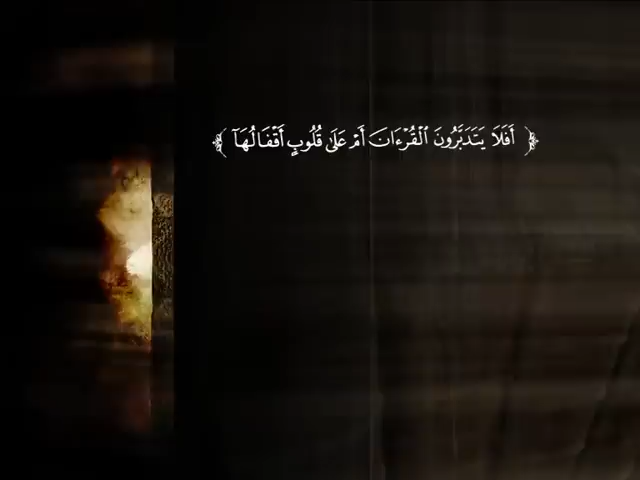 ﴿ أَفَلَا يَتَدَبَّرُونَ ٱلْقُرْءَانَ أَمْ عَلَىٰ قُلُوبٍ أَقْفَالُهَآ ﴾